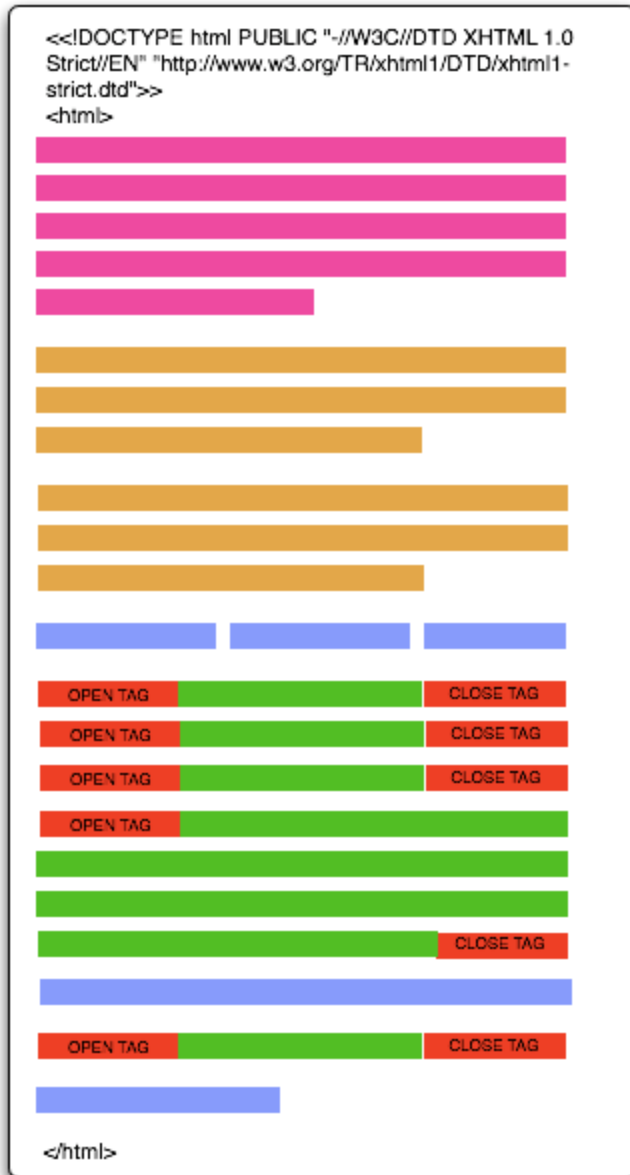 <<!DOCTYPE html PUBLIC "-//W3C//DTD XHTML 1.0
Strict//EN" "http://www.w3.org/TR/xhtml1/DTD/xhtml1-
strict.dtd">>
<html>
OPEN TAG CLOSE TAG
OPEN TAG CLOSE TAG
OPEN TAG CLOSE TAG
OPEN TAG
CLOSE TAG
OPEN TAG CLOSE TAG
</html>